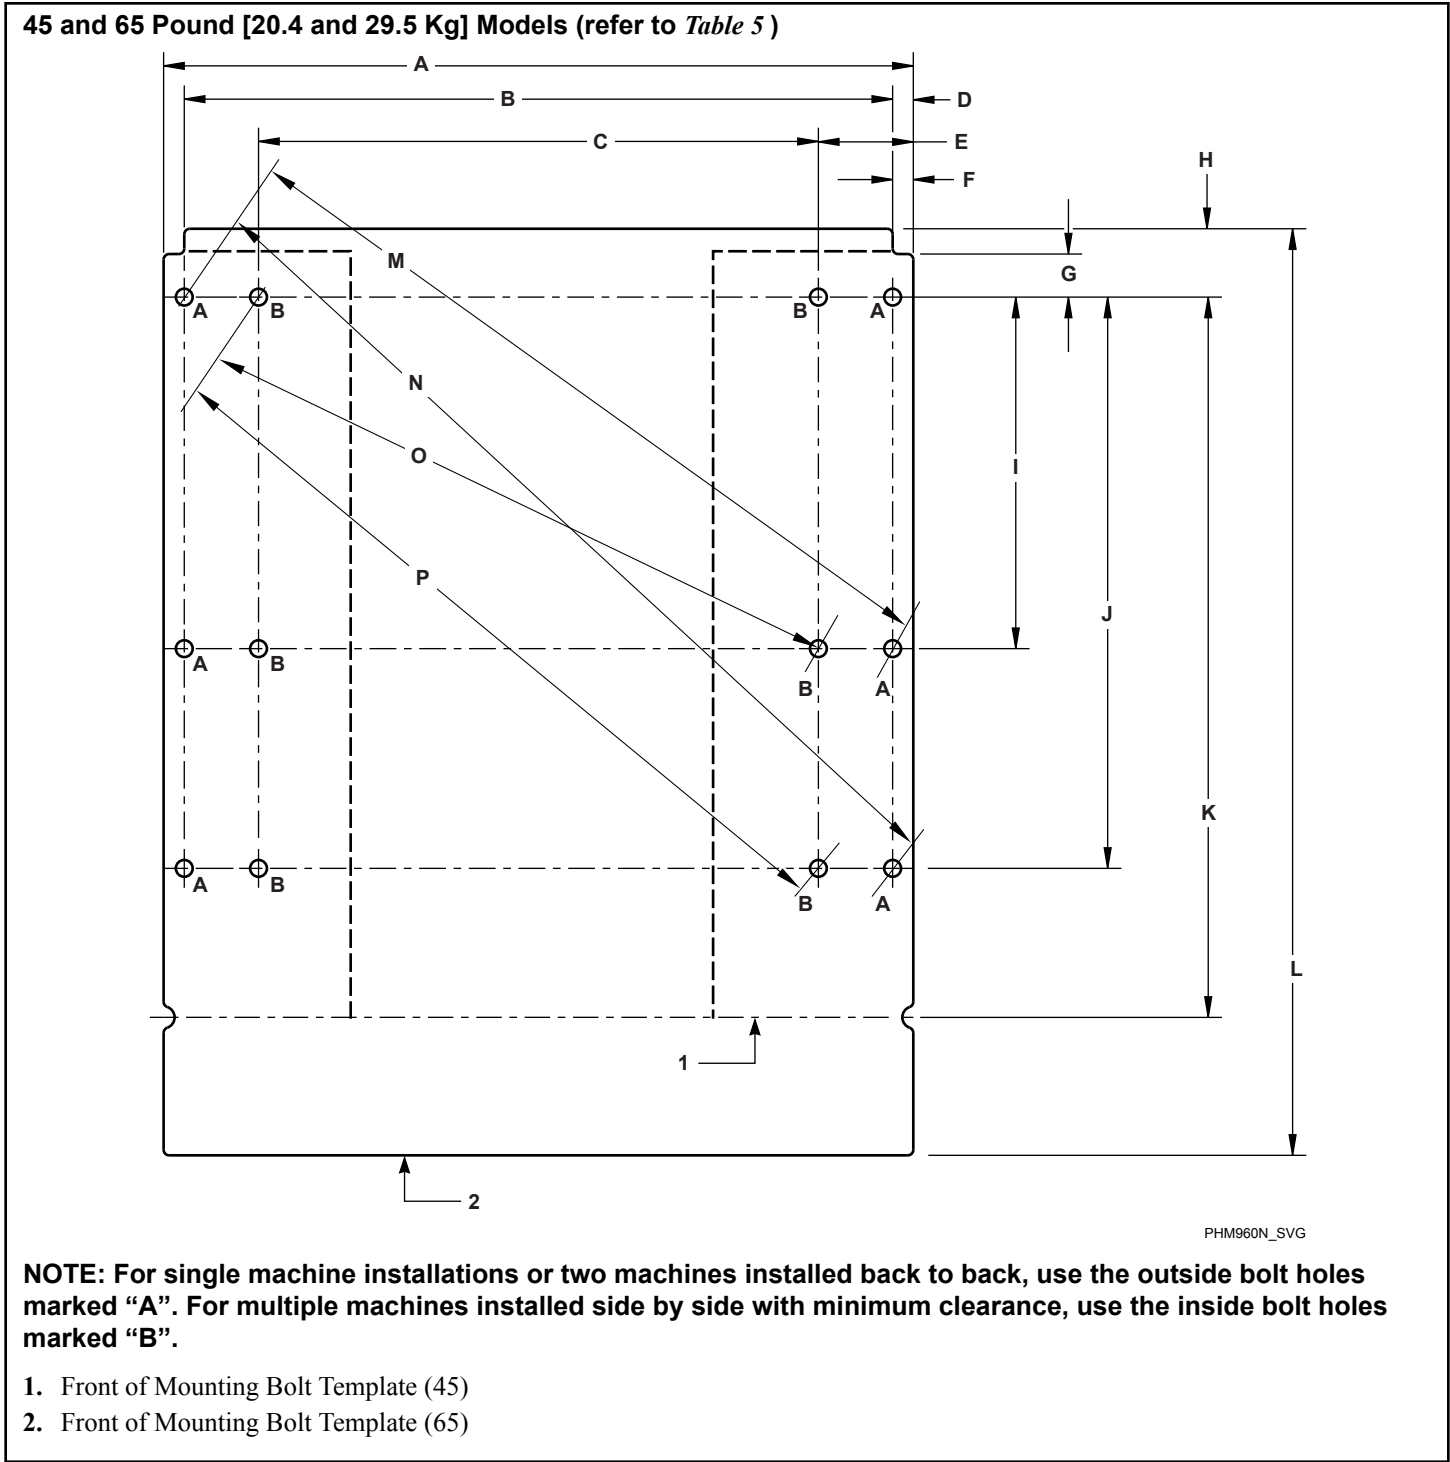 45 and 65 Pound [20.4 and 29.5 Kg] Models (refer to Table 5 )
A
B
D
C
E
H
F
M
G
A
B
B
A
N
O
I
P
J
A
B
B
A
K
A
B
B
A
L
1
2
PHM960N_SVG
NOTE: For single machine installations or two machines installed back to back, use the outside bolt holes
marked “A”. For multiple machines installed side by side with minimum clearance, use the inside bolt holes
marked “B”.
1. Front of Mounting Bolt Template (45)
2. Front of Mounting Bolt Template (65)